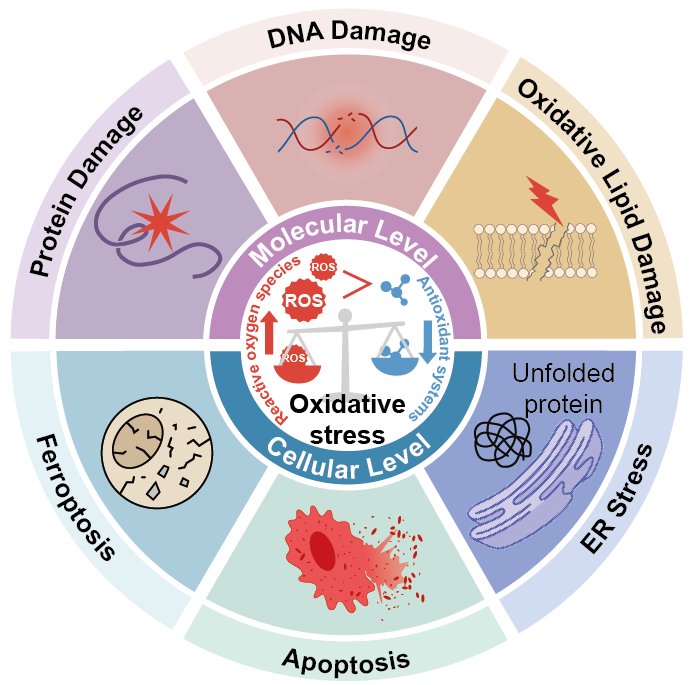 DNA Damage
Protein Damage
Oxidative Lipid Damage
Molecular Level
Reactive oxygen species
ROS
ROS
ROS
Antioxidant systems
Oxidative
stress
Cellular Level
Unfolded
protein
Ferroptosis
ER Stress
Apoptosis